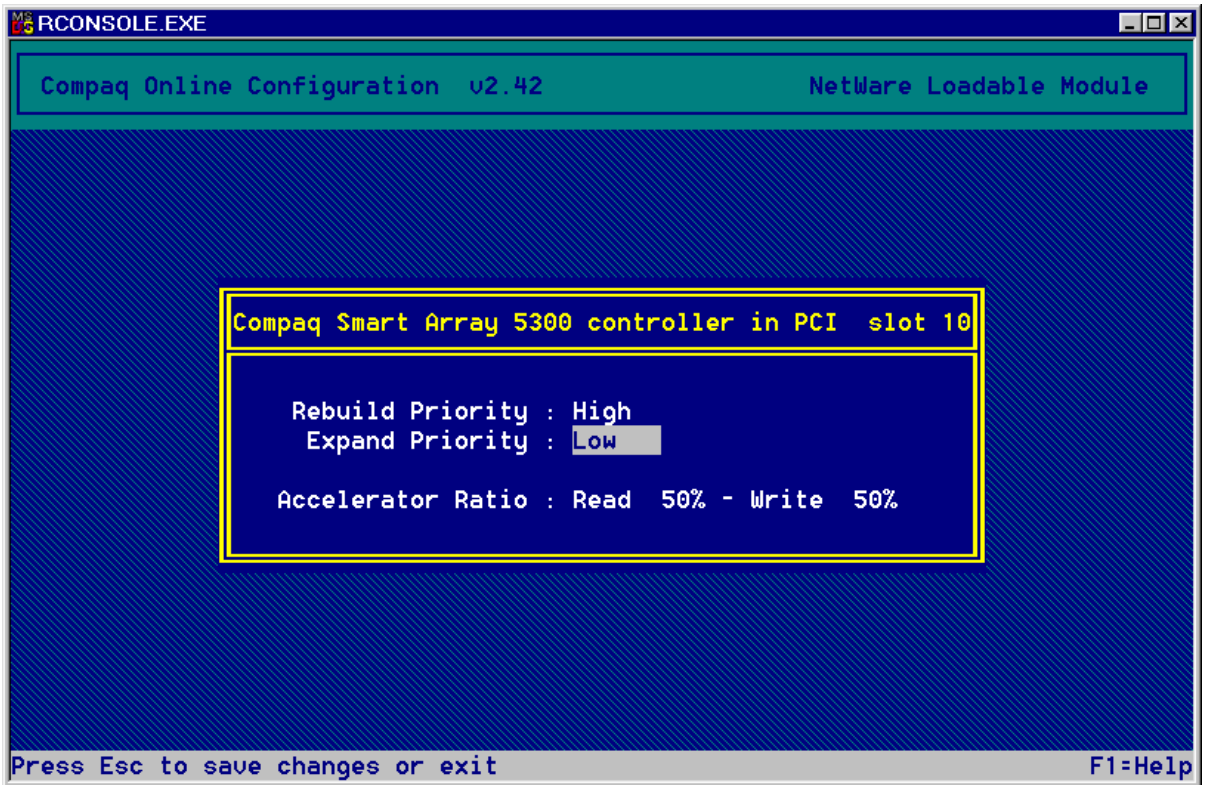 RCONSOLE.EXE
Compaq Online Configuration v2.42 NetWare Loadable Module
Compaq Smart Array 5300 controller in PCI slot 10
Rebuild Priority : High
Expand Priority : Low
Accelerator Ratio : Read 50% - Write 50%
Press Esc to save changes or exit F1=Help